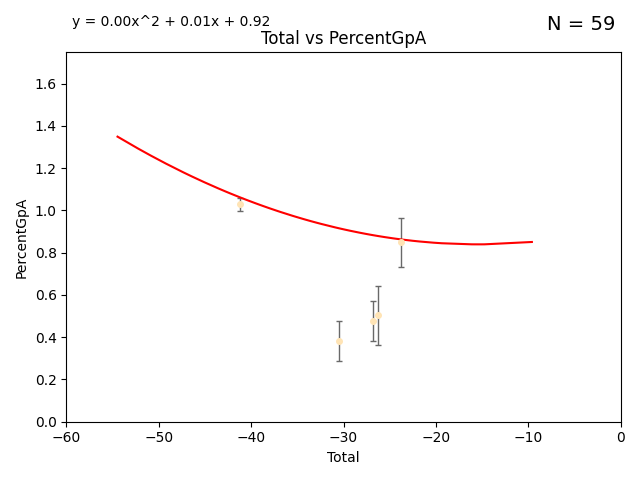 y = 0.00x^2 + 0.01x + 0.92
N = 59
Total vs PercentGpA
1.6
1.4
1.2
1.0
0.8
0.6
0.4
0.2
0.0
PercentGpA
−60 −50 −40 −30 −20 −10 0
Total